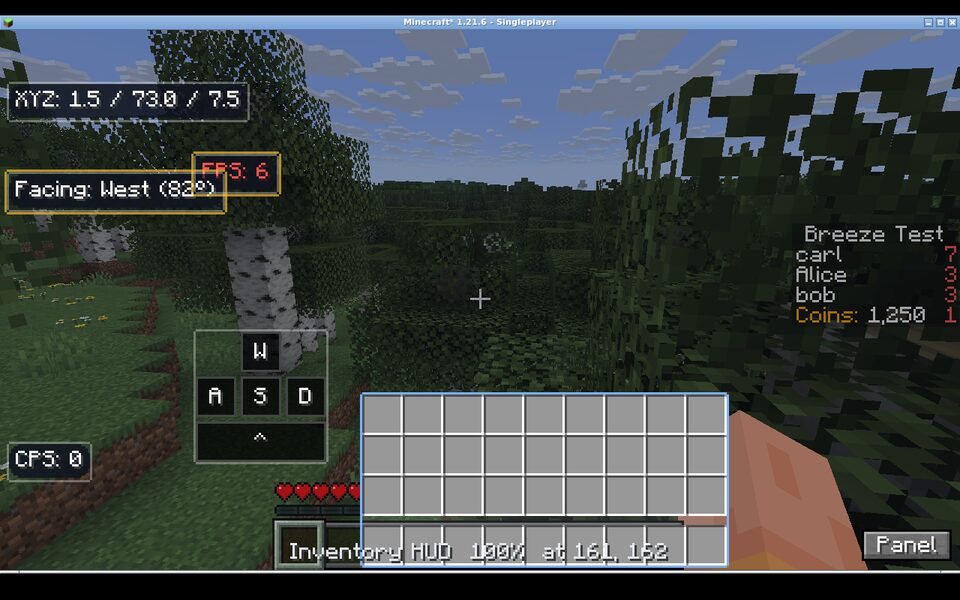 Minecraft* 1.21.6 - Singleplayer
XYZ: 1.5 / 73.0 / 7.5
FPS: 6
Facing: West (82°)
Breeze Test
carl 7
Alice 3
bob 3
Coins: 1,250 1
W
A S D
^
CPS: 0
Inventory HUD 100% at 161, 162
Panel